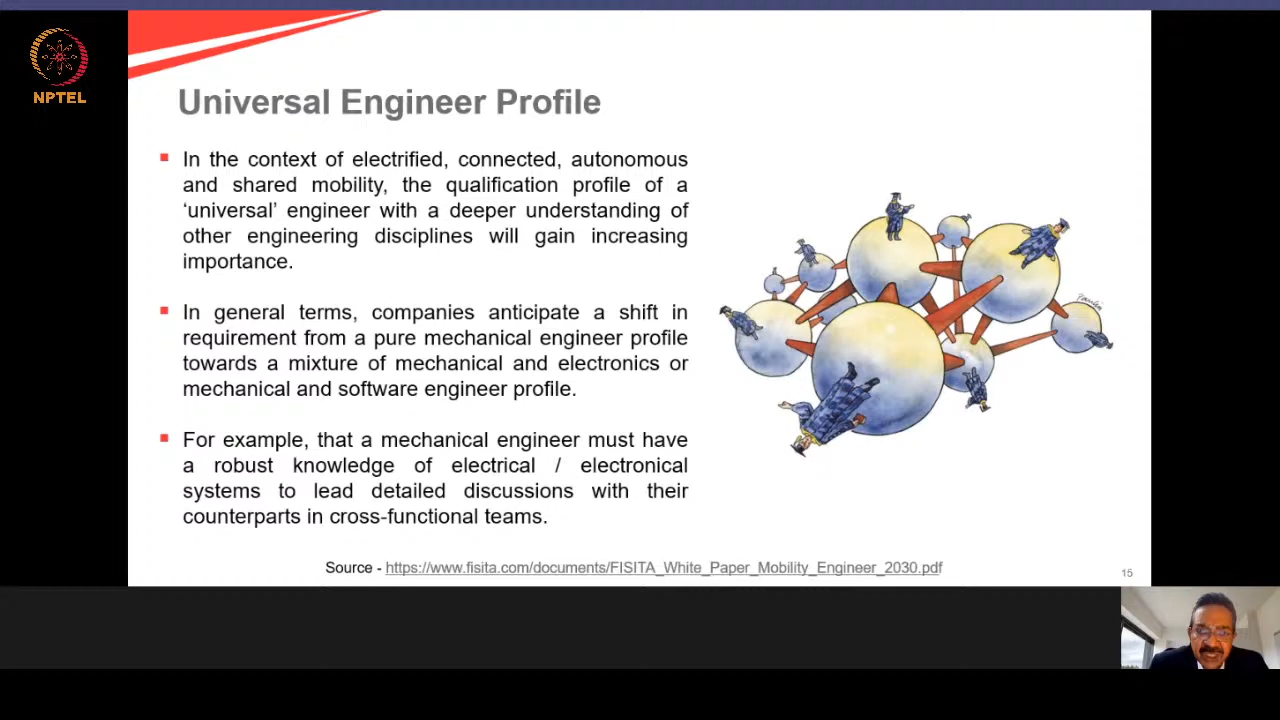 NPTEL
Universal Engineer Profile
In the context of electrified, connected, autonomous
and shared mobility, the qualification profile of a
‘universal’ engineer with a deeper understanding of
other engineering disciplines will gain increasing
importance.
In general terms, companies anticipate a shift in
requirement from a pure mechanical engineer profile
towards a mixture of mechanical and electronics or
mechanical and software engineer profile.
For example, that a mechanical engineer must have
a robust knowledge of electrical / electronical
systems to lead detailed discussions with their
counterparts in cross-functional teams.
Source - https://www.fisita.com/documents/FISITA_White_Paper_Mobility_Engineer_2030.pdf
15